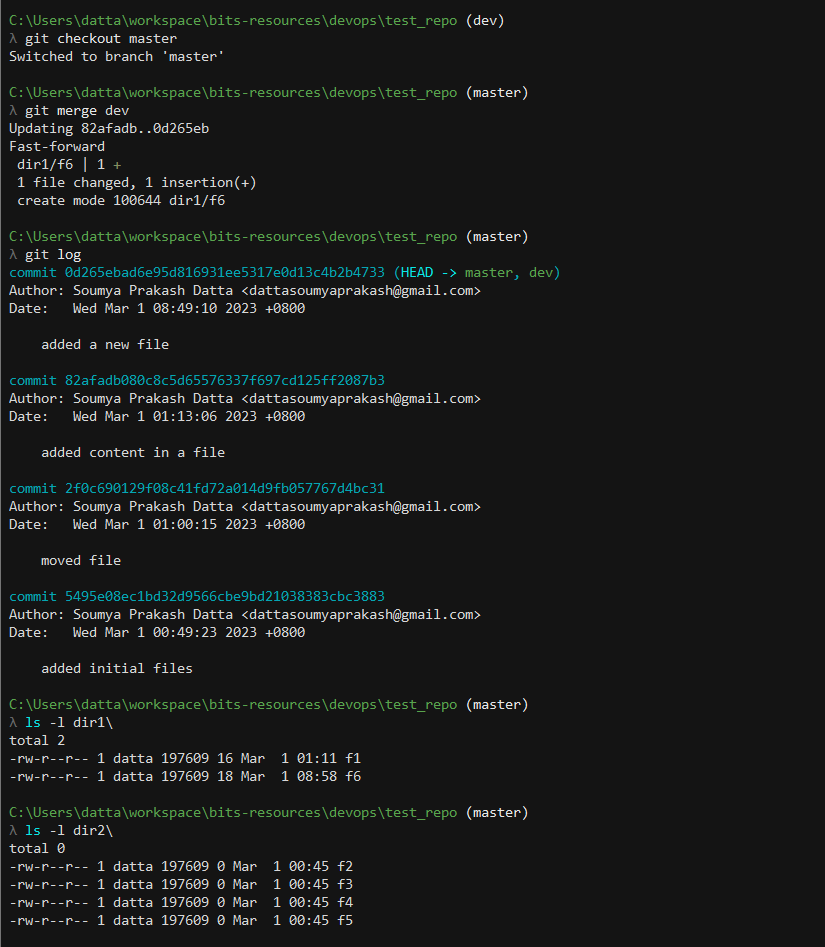 C:\Users\datta\workspace\bits-resources\devops\test_repo (dev)
λ git checkout master
Switched to branch 'master'
C:\Users\datta\workspace\bits-resources\devops\test_repo (master)
λ git merge dev
Updating 82afadb..0d265eb
Fast-forward
dir1/f6 | 1 +
1 file changed, 1 insertion(+)
create mode 100644 dir1/f6
C:\Users\datta\workspace\bits-resources\devops\test_repo (master)
λ git log
commit 0d265ebad6e95d816931ee5317e0d13c4b2b4733 (HEAD -> master, dev)
Author: Soumya Prakash Datta <dattasoumyaprakash@gmail.com>
Date:   Wed Mar 1 08:49:10 2023 +0800
added a new file
commit 82afadb080c8c5d65576337f697cd125ff2087b3
Author: Soumya Prakash Datta <dattasoumyaprakash@gmail.com>
Date:   Wed Mar 1 01:13:06 2023 +0800
added content in a file
commit 2f0c690129f08c41fd72a014d9fb057767d4bc31
Author: Soumya Prakash Datta <dattasoumyaprakash@gmail.com>
Date:   Wed Mar 1 01:00:15 2023 +0800
moved file
commit 5495e08ec1bd32d9566cbe9bd21038383cbc3883
Author: Soumya Prakash Datta <dattasoumyaprakash@gmail.com>
Date:   Wed Mar 1 00:49:23 2023 +0800
added initial files
C:\Users\datta\workspace\bits-resources\devops\test_repo (master)
λ ls -l dir1\
total 2
-rw-r--r-- 1 datta 197609 16 Mar  1 01:11 f1
-rw-r--r-- 1 datta 197609 18 Mar  1 08:58 f6
C:\Users\datta\workspace\bits-resources\devops\test_repo (master)
λ ls -l dir2\
total 0
-rw-r--r-- 1 datta 197609 0 Mar  1 00:45 f2
-rw-r--r-- 1 datta 197609 0 Mar  1 00:45 f3
-rw-r--r-- 1 datta 197609 0 Mar  1 00:45 f4
-rw-r--r-- 1 datta 197609 0 Mar  1 00:45 f5